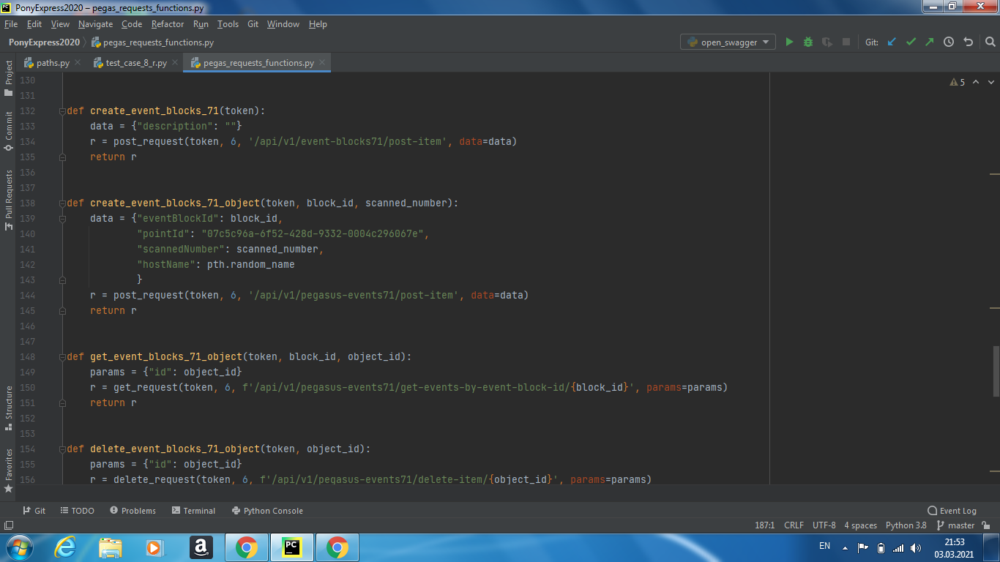 PonyExpress2020 – pegas_requests_functions.py
File Edit View Navigate Code Refactor Run Tools Git Window Help
PonyExpress2020 pegas_requests_functions.py open_swagger Git:
paths.py test_case_8_r.py pegas_requests_functions.py
Project
Commit
Pull Requests
Structure
Favorites
5
130
131
132 def create_event_blocks_71(token):
133 data = {"description": ""}
134 r = post_request(token, 6, '/api/v1/event-blocks71/post-item', data=data)
135 return r
136
137
138 def create_event_blocks_71_object(token, block_id, scanned_number):
139 data = {"eventBlockId": block_id,
140 "pointId": "07c5c96a-6f52-428d-9332-0004c296067e",
141 "scannedNumber": scanned_number,
142 "hostName": pth.random_name
143 }
144 r = post_request(token, 6, '/api/v1/pegasus-events71/post-item', data=data)
145 return r
146
147
148 def get_event_blocks_71_object(token, block_id, object_id):
149 params = {"id": object_id}
150 r = get_request(token, 6, f'/api/v1/pegasus-events71/get-events-by-event-block-id/{block_id}', params=params)
151 return r
152
153
154 def delete_event_blocks_71_object(token, object_id):
155 params = {"id": object_id}
156 r = delete_request(token, 6, f'/api/v1/pegasus-events71/delete-item/{object_id}', params=params)
Git TODO Problems Terminal Python Console Event Log
187:1 CRLF UTF-8 4 spaces Python 3.8 master
EN
21:53
03.03.2021